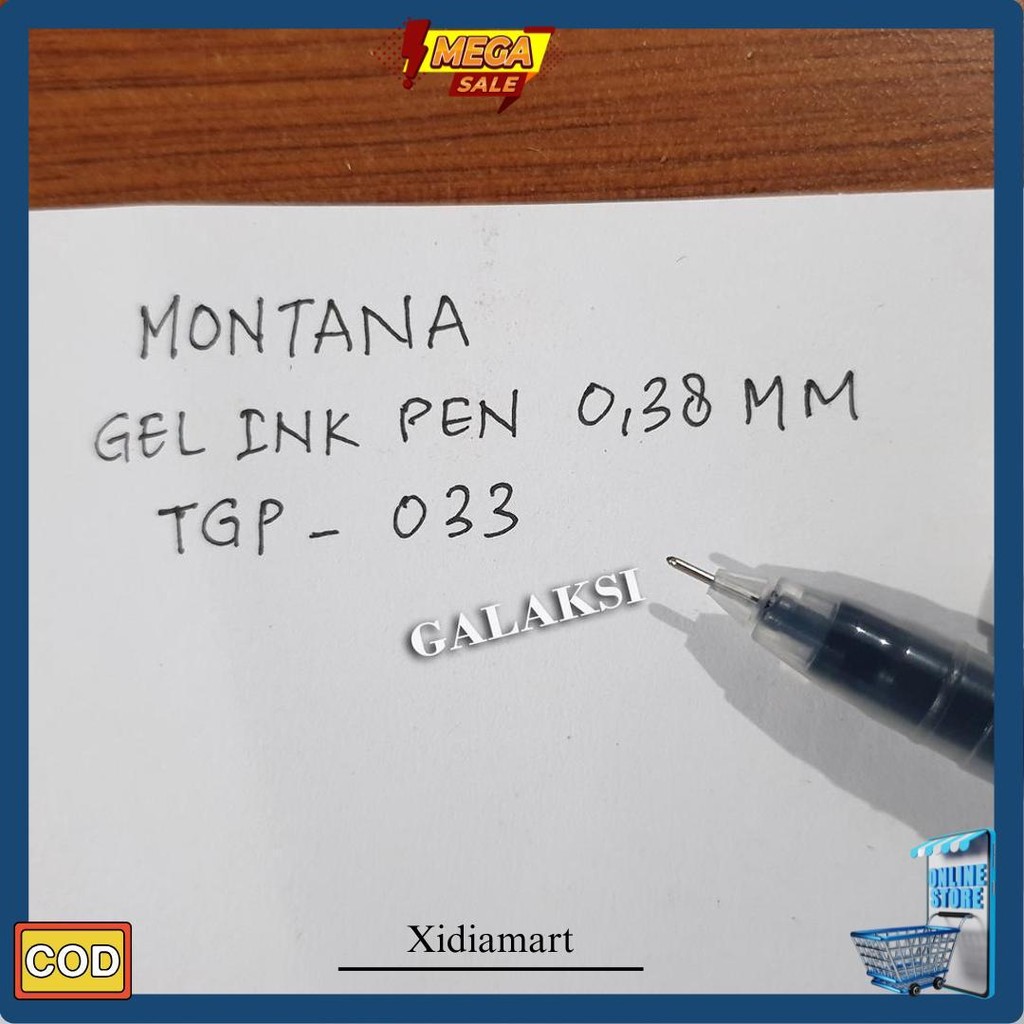 MEGA
SALE
MONTANA
GEL INK PEN 0,38 MM
TGP - 033
GALAKSI
ONLINE
STORE
Xidiamart
COD